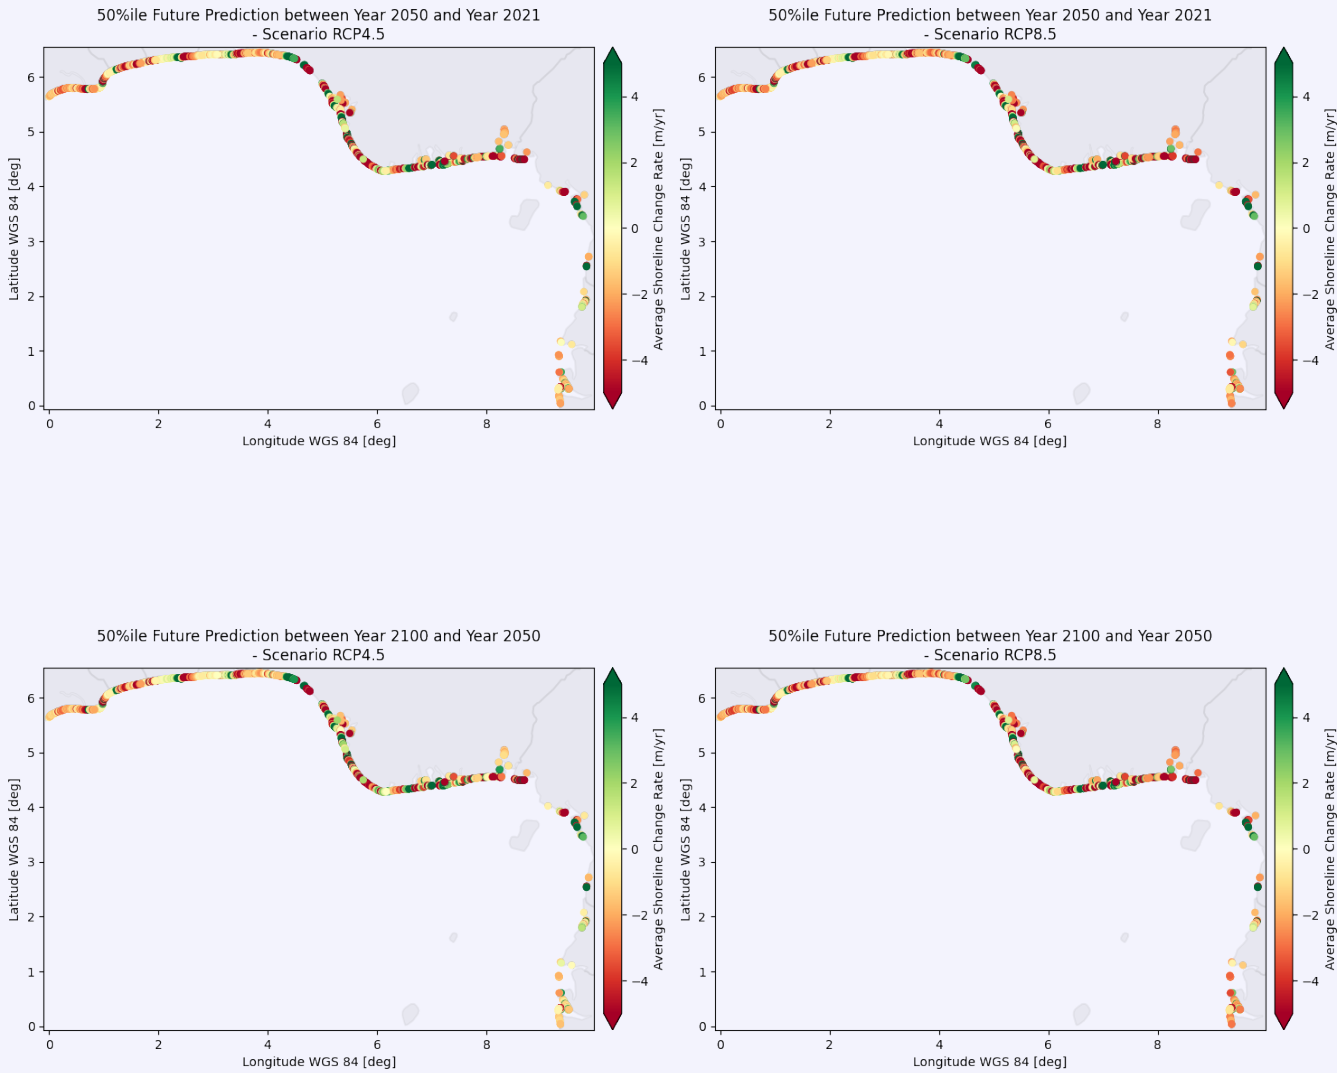 50%ile Future Prediction between Year 2050 and Year 2021
- Scenario RCP4.5
6
5
4
3
2
1
0
Latitude WGS 84 [deg]
0 2 4 6 8
Longitude WGS 84 [deg]
4
2
0
−2
−4
Average Shoreline Change Rate [m/yr]
50%ile Future Prediction between Year 2050 and Year 2021
- Scenario RCP8.5
6
5
4
3
2
1
0
Latitude WGS 84 [deg]
0 2 4 6 8
Longitude WGS 84 [deg]
4
2
0
−2
−4
Average Shoreline Change Rate [m/yr]
50%ile Future Prediction between Year 2100 and Year 2050
- Scenario RCP4.5
6
5
4
3
2
1
0
Latitude WGS 84 [deg]
0 2 4 6 8
Longitude WGS 84 [deg]
4
2
0
−2
−4
Average Shoreline Change Rate [m/yr]
50%ile Future Prediction between Year 2100 and Year 2050
- Scenario RCP8.5
6
5
4
3
2
1
0
Latitude WGS 84 [deg]
0 2 4 6 8
Longitude WGS 84 [deg]
4
2
0
−2
−4
Average Shoreline Change Rate [m/yr]